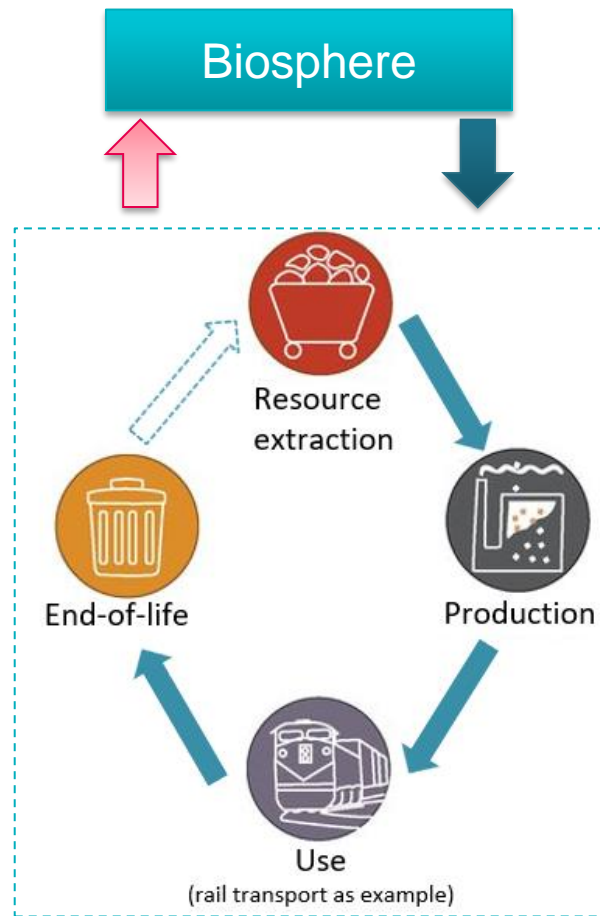 Biosphere
Resource
extraction
End-of-life
Production
Use
(rail transport as example)